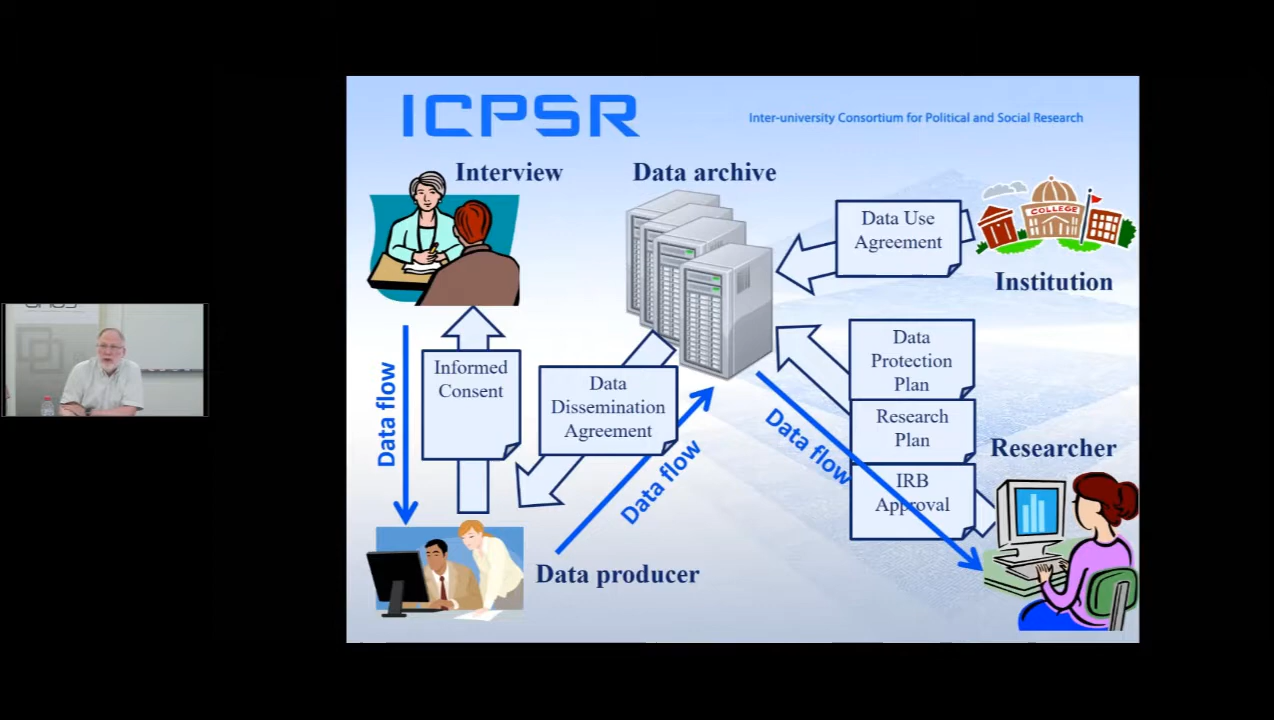 ICPSR
Inter-university Consortium for Political and Social Research
Interview
Data archive
Data Use
Agreement
COLLEGE
Institution
Data flow
Informed
Consent
Data
Dissemination
Agreement
Data flow
Data flow
Data
Protection
Plan
Research
Plan
IRB
Approval
Researcher
Data producer